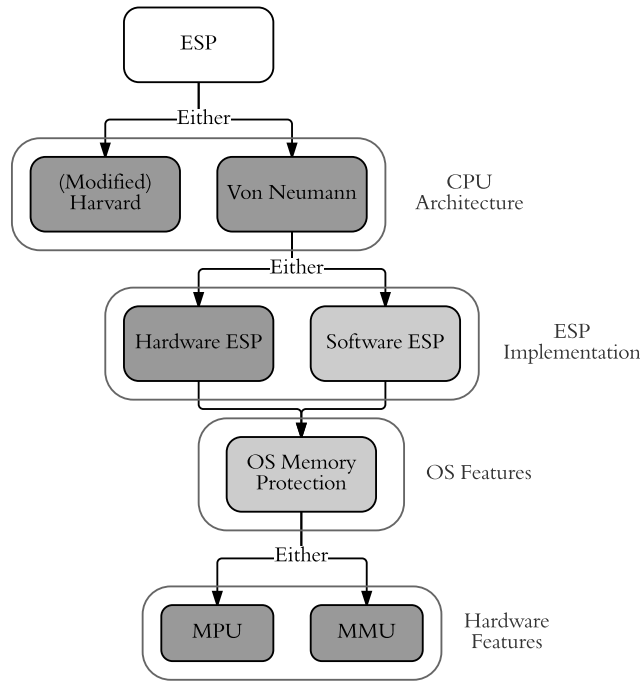 ESP
Either
(Modified)
Harvard
Von Neumann
CPU
Architecture
Either
Hardware ESP
Software ESP
ESP
Implementation
OS Memory
Protection
OS Features
Either
MPU
MMU
Hardware
Features